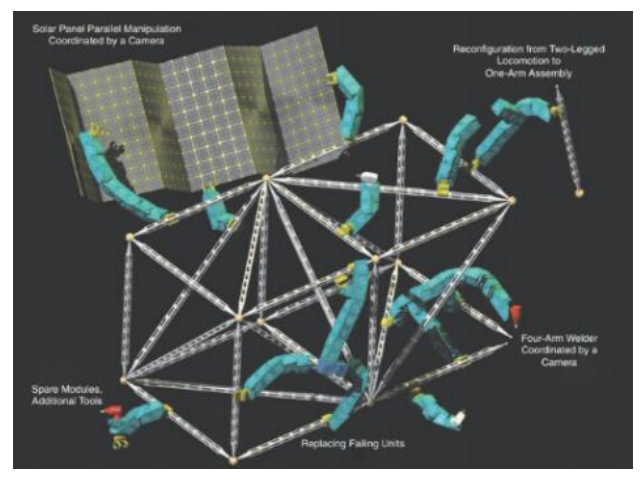 Solar Panel Parallel Manipulation
Coordinated by a Camera
Reconfiguration from Two-Legged
Locomotion to
One-Arm Assembly
Four-Arm Welder
Coordinated by a
Camera
Spare Modules,
Additional Tools
Replacing Failing Units